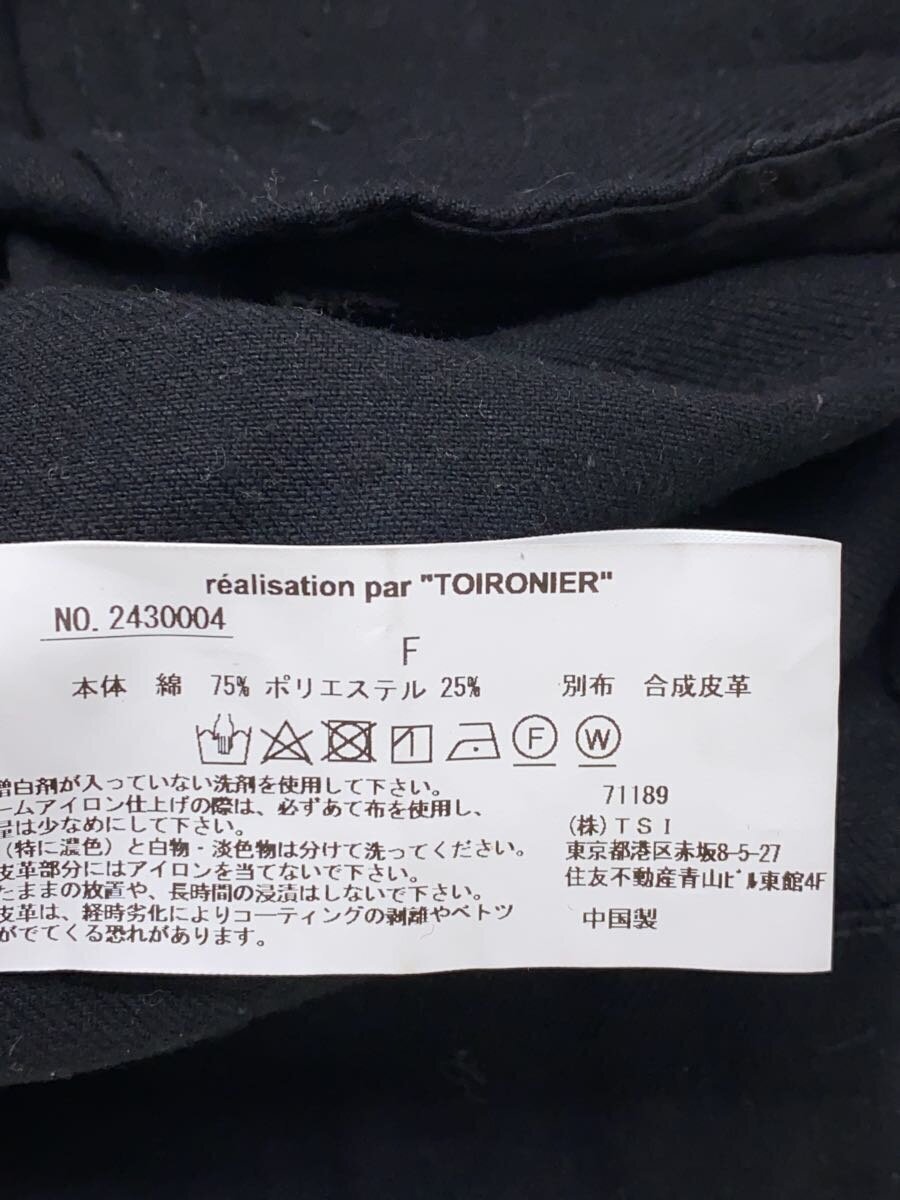 réalisation par "TOIRONIER"
NO. 2430004
F
本体 綿 75% ポリエステル 25% 別布 合成皮革
F W
増白剤が入っていない洗剤を使用して下さい。
ームアイロン仕上げの際は、必ずあて布を使用し、
量は少なめにして下さい。
(特に濃色)と白物・淡色物は分けて洗ってください。
皮革部分にはアイロンを当てないで下さい。
たままの放置や、長時間の浸漬はしないで下さい。
皮革は、経時劣化によりコーティングの剥離やベトツ
がでてくる恐れがあります。
71189
(株)TSI
東京都港区赤坂8-5-27
住友不動産青山ビル東館4F
中国製